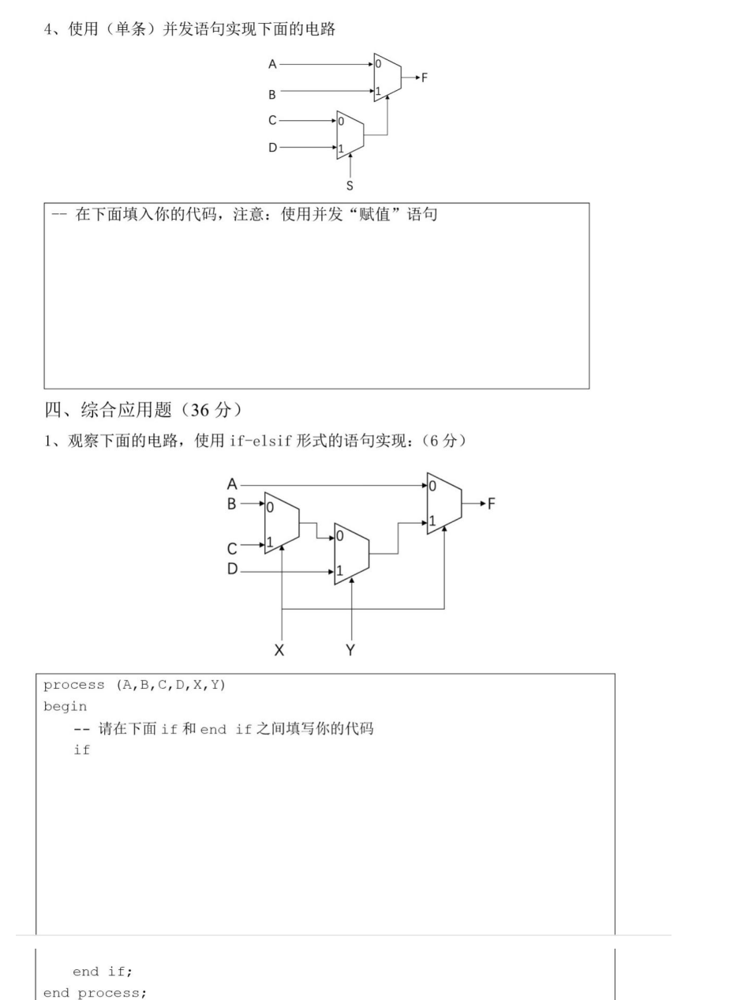 4、使用（单条）并发语句实现下面的电路
A
0
F
B
1
C
0
D
1
S
-- 在下面填入你的代码，注意：使用并发“赋值”语句
四、综合应用题（36 分）
1、观察下面的电路，使用 if-elsif 形式的语句实现：（6 分）
A
0
B
0
F
1
0
C
1
D
1
X
Y
process (A,B,C,D,X,Y)
begin
-- 请在下面 if 和 end if 之间填写你的代码
if
end if;
end process;